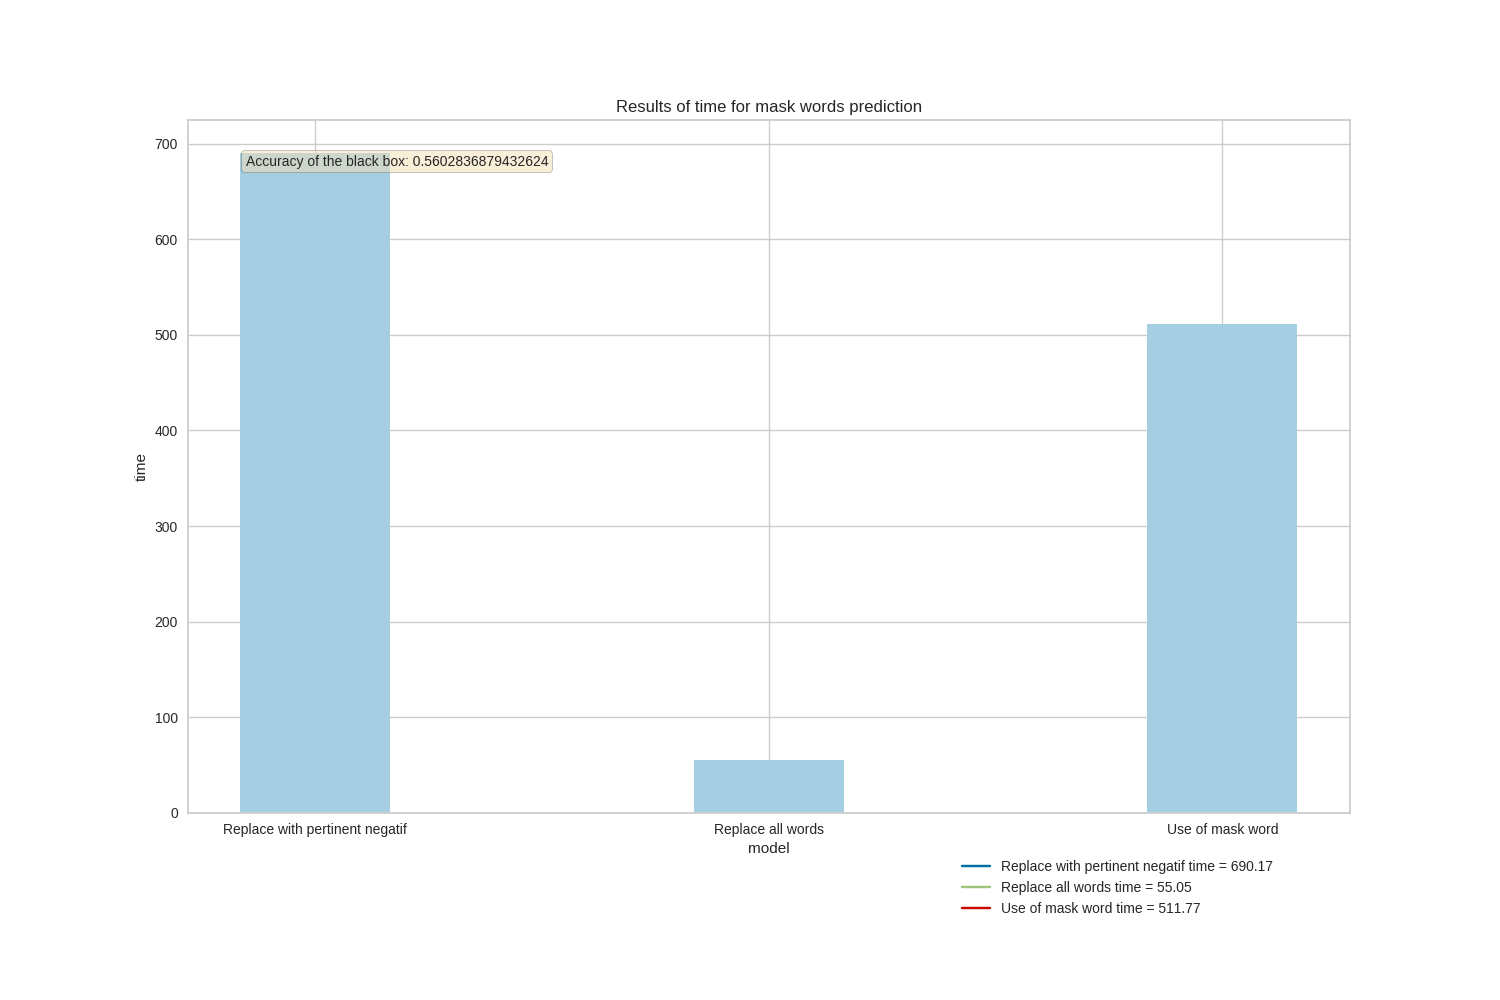 Results of time for mask words prediction
700
Accuracy of the black box: 0.5602836879432624
600
500
400
time
300
200
100
0
Replace with pertinent negatif
Replace all words
Use of mask word
model
Replace with pertinent negatif time = 690.17
Replace all words time = 55.05
Use of mask word time = 511.77